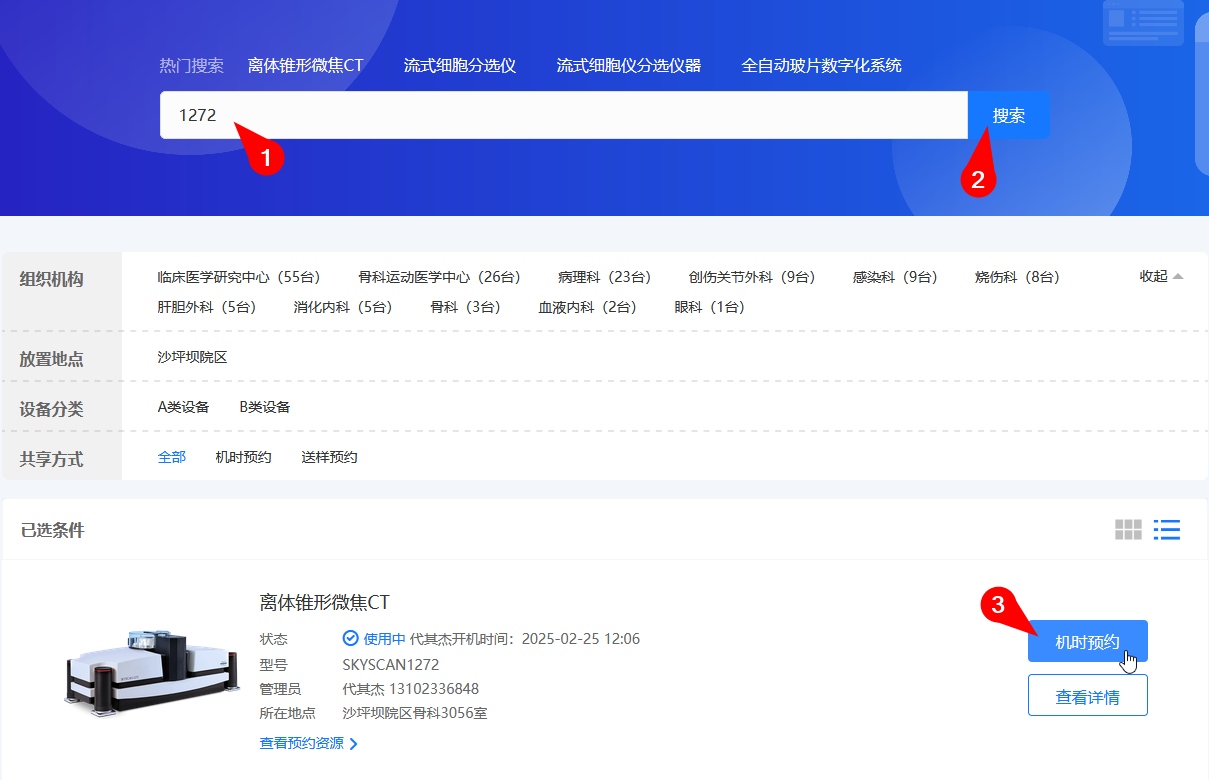 热门搜索 离体锥形微焦CT 流式细胞分选仪 流式细胞仪分选仪器 全自动玻片数字化系统
1272 搜索
1
2
组织机构 临床医学研究中心（55台） 骨科运动医学中心（26台） 病理科（23台） 创伤关节外科（9台） 感染科（9台） 烧伤科（8台） 收起
肝胆外科（5台） 消化内科（5台） 骨科（3台） 血液内科（2台） 眼科（1台）
放置地点 沙坪坝院区
设备分类 A类设备 B类设备
共享方式 全部 机时预约 送样预约
已选条件
离体锥形微焦CT
3
状态 使用中 代其杰开机时间：2025-02-25 12:06
机时预约
型号 SKYSCAN1272
管理员 代其杰 13102336848
查看详情
所在地点 沙坪坝院区骨科3056室
查看预约资源